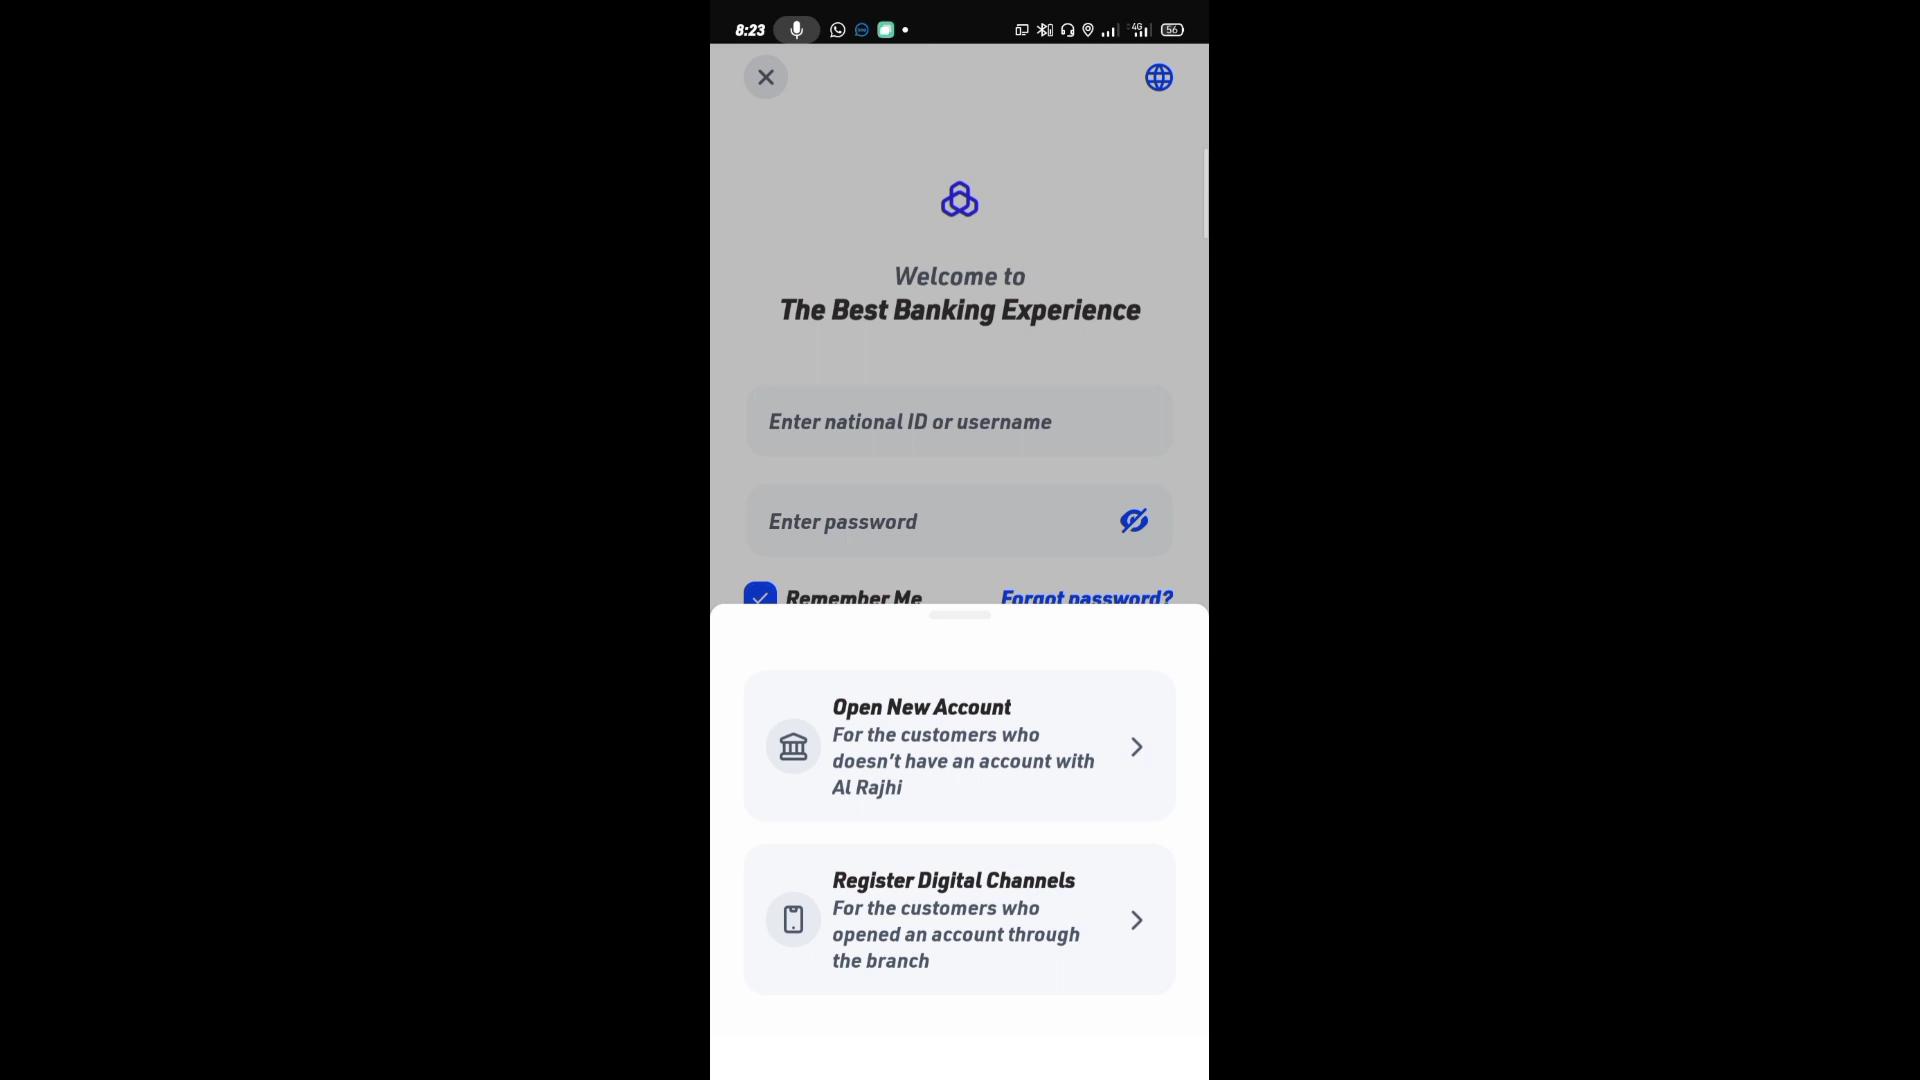 8:23
4G
56
Welcome to
The Best Banking Experience
Enter national ID or username
Enter password
Remember Me
Forgot password?
Open New Account
For the customers who
doesn't have an account with
Al Rajhi
Register Digital Channels
For the customers who
opened an account through
the branch